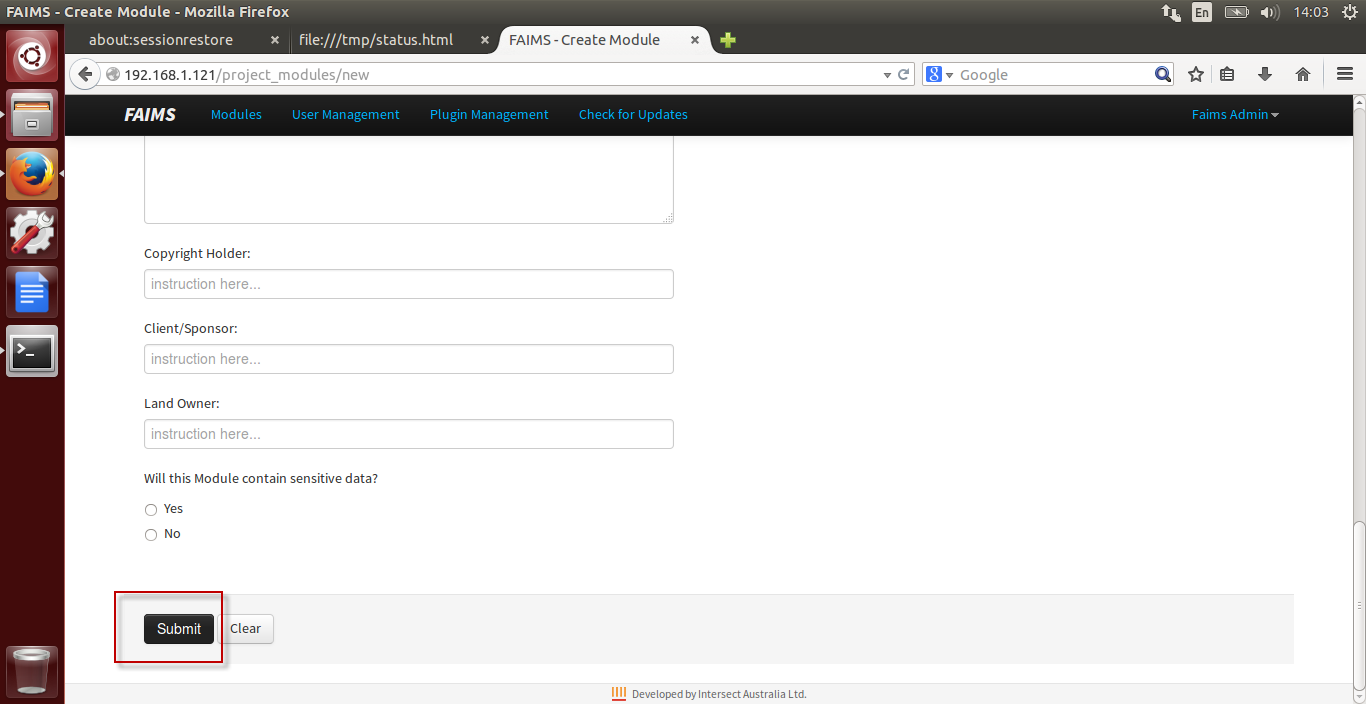 FAIMS - Create Module - Mozilla Firefox
En
14:03
about:sessionrestore
file:///tmp/status.html
FAIMS - Create Module
192.168.1.121/project_modules/new
Google
FAIMS
Modules
User Management
Plugin Management
Check for Updates
Faims Admin
Copyright Holder:
instruction here...
Client/Sponsor:
instruction here...
Land Owner:
instruction here...
Will this Module contain sensitive data?
Yes
No
Submit
Clear
Developed by Intersect Australia Ltd.